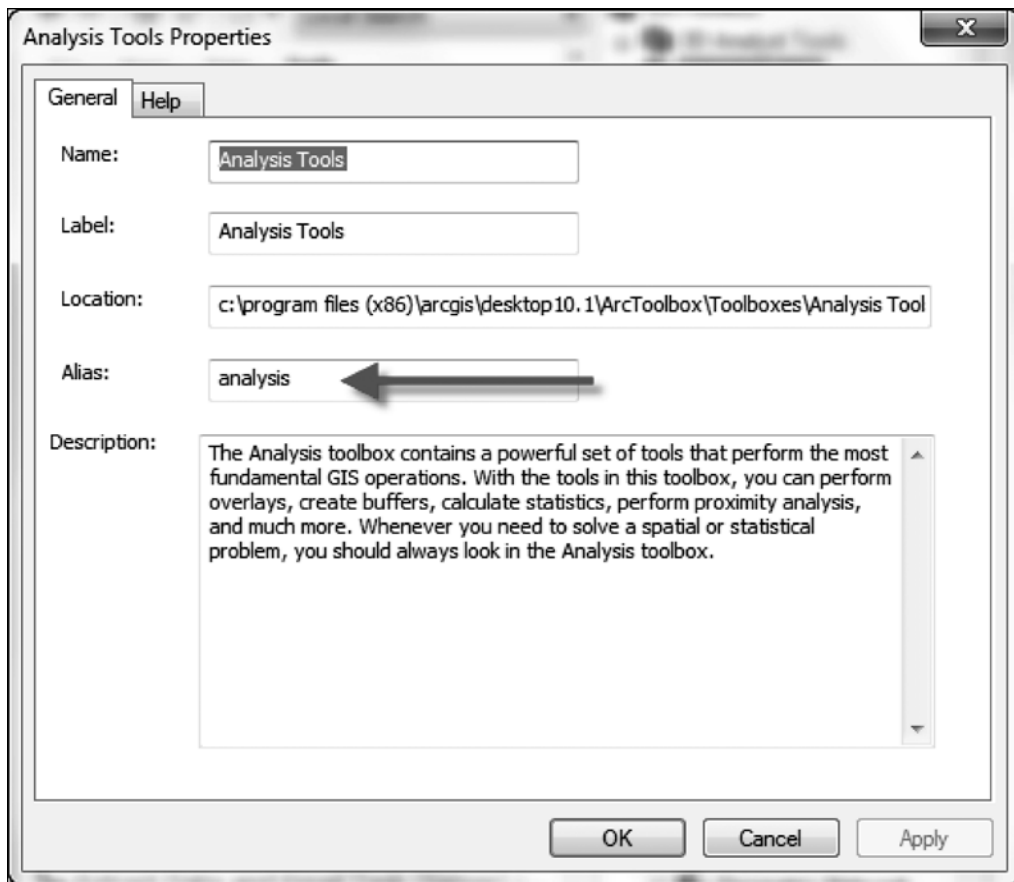 Analysis Tools Properties
General
Help
Name:
Analysis Tools
Label:
Analysis Tools
Location:
c:\program files (x86)\arcgis\desktop10.1\ArcToolbox\Toolboxes\Analysis Tool
Alias:
analysis
Description:
The Analysis toolbox contains a powerful set of tools that perform the most
fundamental GIS operations. With the tools in this toolbox, you can perform
overlays, create buffers, calculate statistics, perform proximity analysis,
and much more. Whenever you need to solve a spatial or statistical
problem, you should always look in the Analysis toolbox.
OK
Cancel
Apply